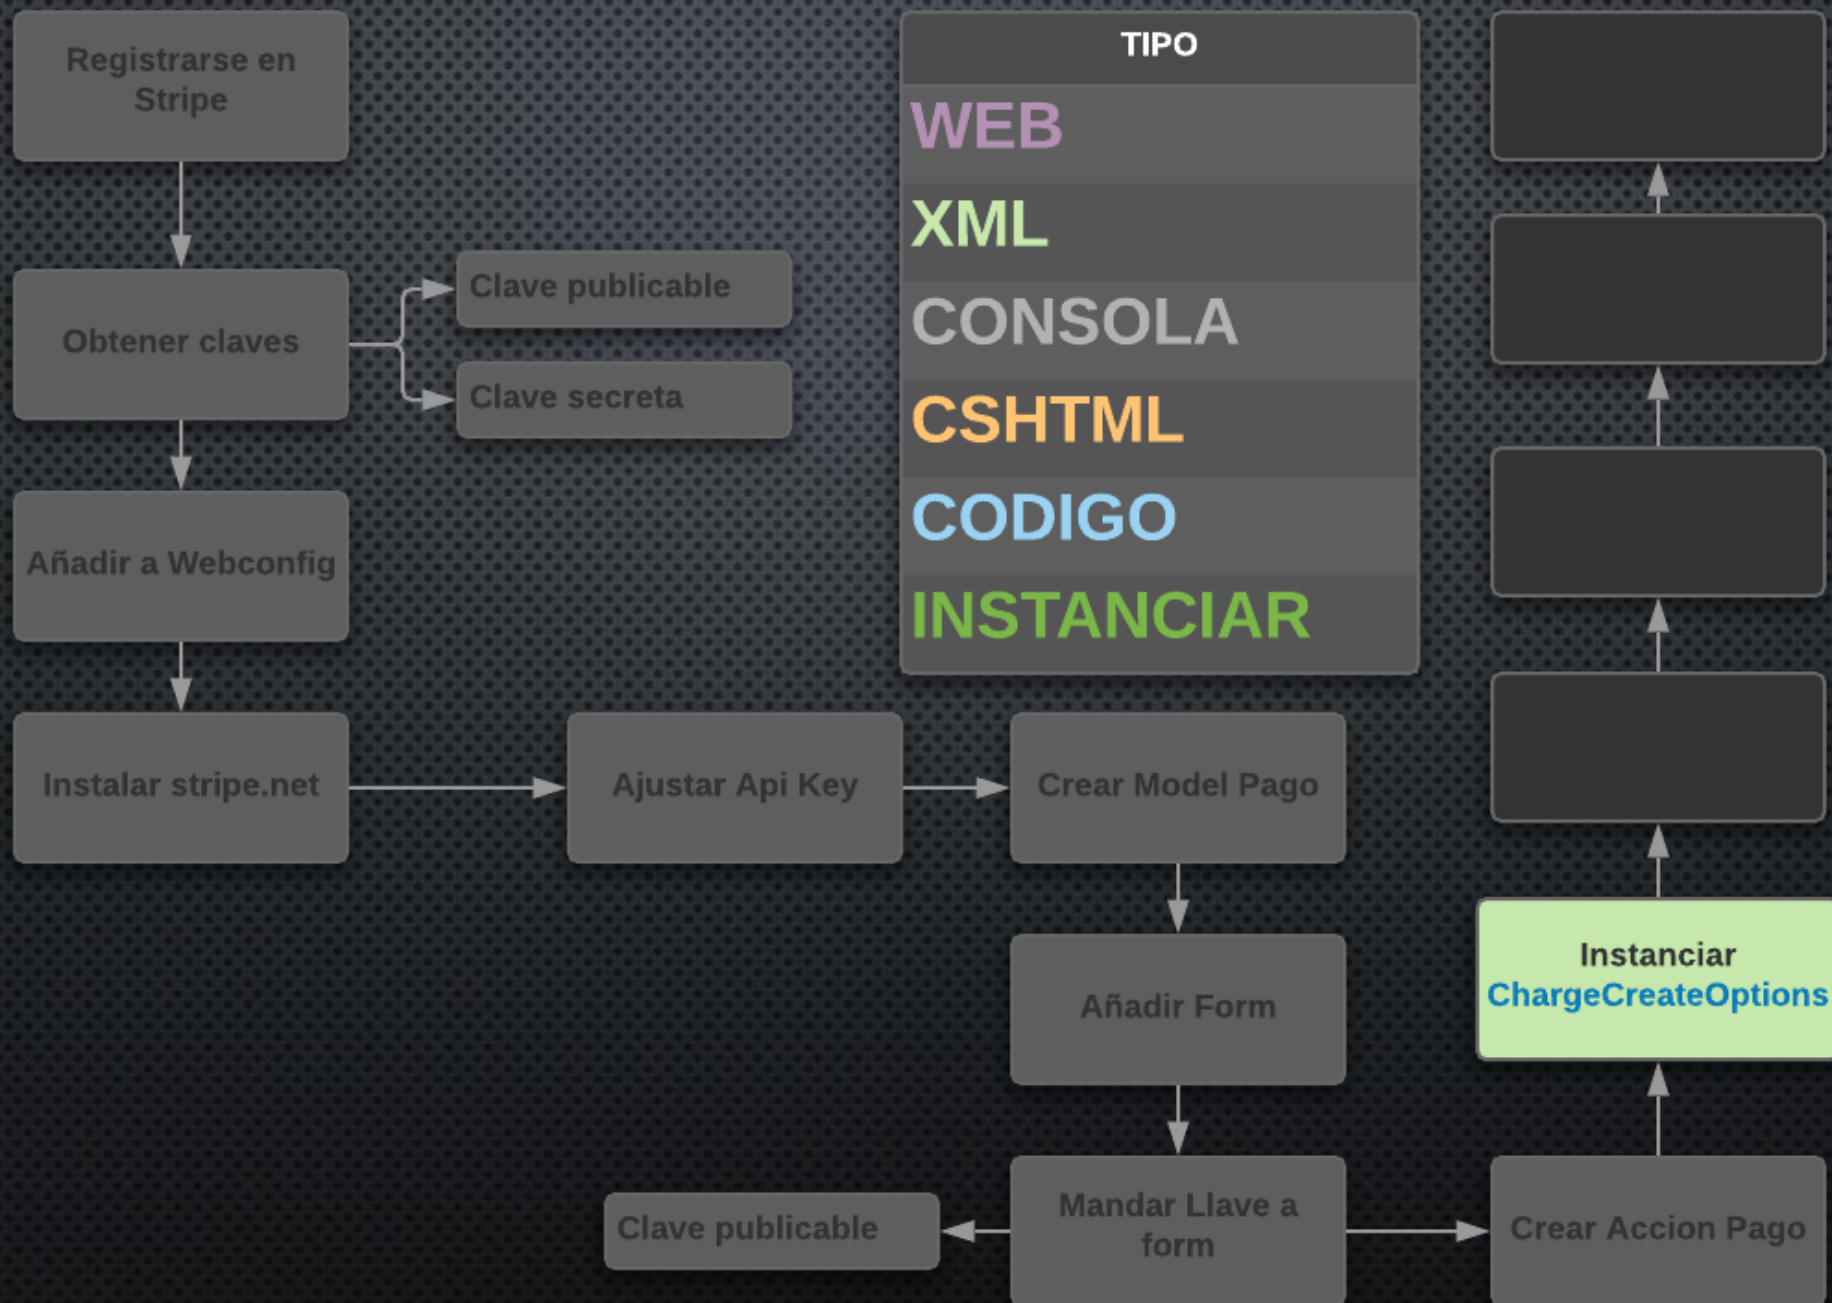 Registrarse en
Stripe
Obtener claves
Clave publicable
Clave secreta
Añadir a Webconfig
Instalar stripe.net
Ajustar Api Key
Crear Model Pago
Añadir Form
Mandar Llave a
form
Clave publicable
Crear Accion Pago
Instanciar
ChargeCreateOptions
TIPO
WEB
XML
CONSOLA
CSHTML
CODIGO
INSTANCIAR